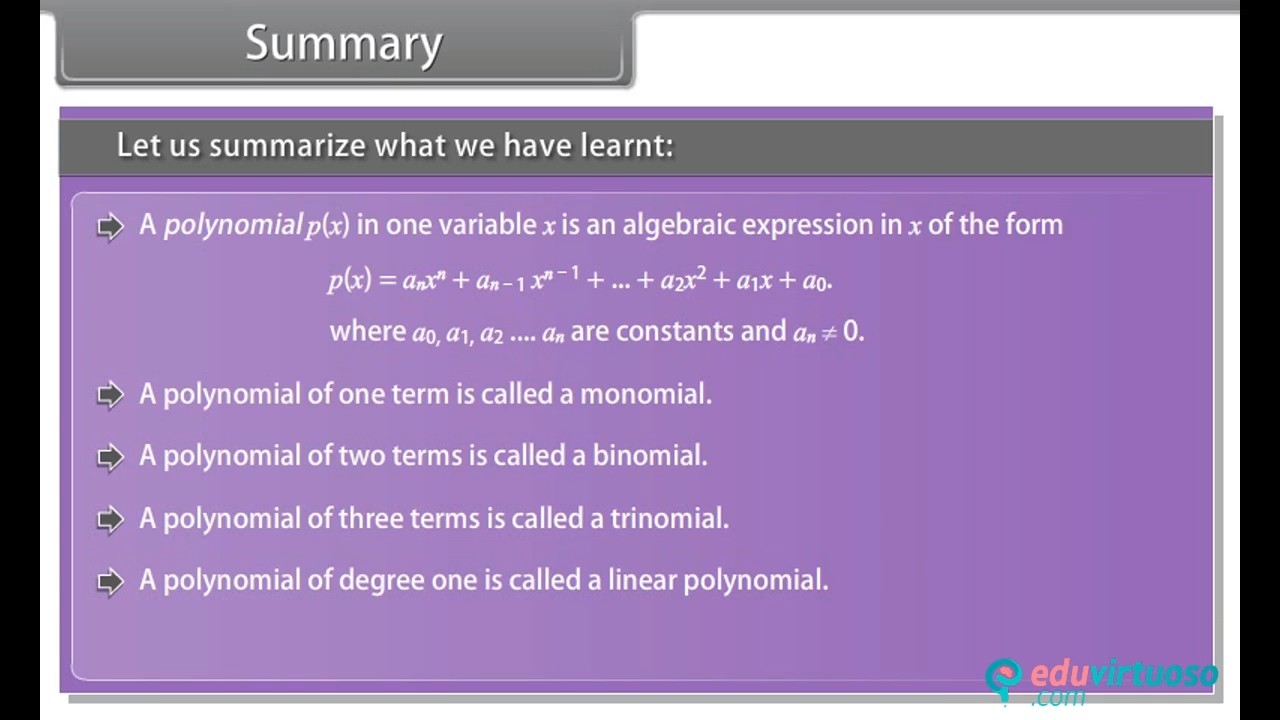 Summary
Let us summarize what we have learnt:
A polynomial p(x) in one variable x is an algebraic expression in x of the form
p(x) = aₙxⁿ + aₙ₋₁ xⁿ⁻¹ + ... + a₂x² + a₁x + a₀.
where a₀, a₁, a₂ .... aₙ are constants and aₙ ≠ 0.
A polynomial of one term is called a monomial.
A polynomial of two terms is called a binomial.
A polynomial of three terms is called a trinomial.
A polynomial of degree one is called a linear polynomial.
eduvirtuoso
.com